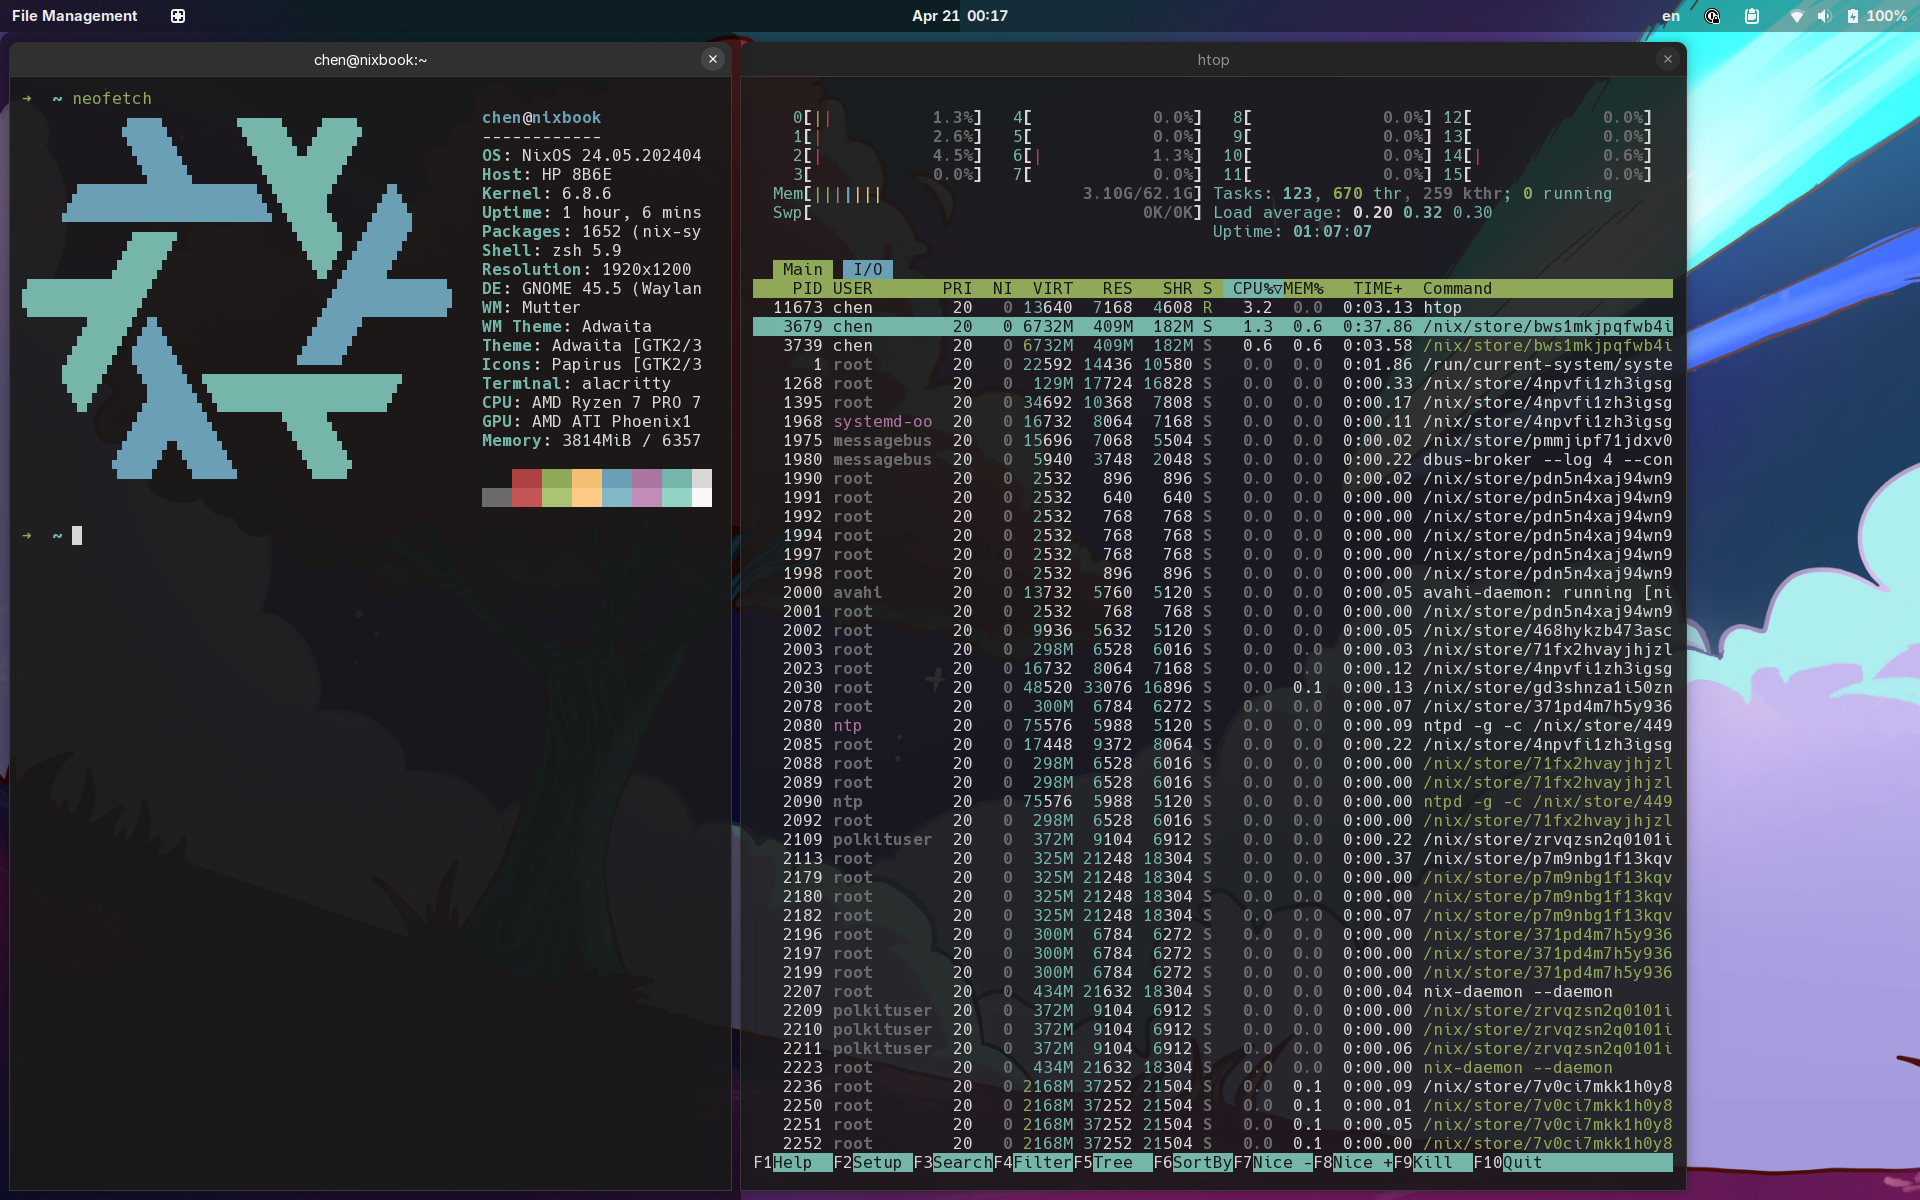 File Management
Apr 21 00:17
en
100%
chen@nixbook:~
➜ ~ neofetch
chen@nixbook
------------
OS: NixOS 24.05.202404
Host: HP 8B6E
Kernel: 6.8.6
Uptime: 1 hour, 6 mins
Packages: 1652 (nix-sy
Shell: zsh 5.9
Resolution: 1920x1200
DE: GNOME 45.5 (Waylan
WM: Mutter
WM Theme: Adwaita
Theme: Adwaita [GTK2/3
Icons: Papirus [GTK2/3
Terminal: alacritty
CPU: AMD Ryzen 7 PRO 7
GPU: AMD ATI Phoenix1
Memory: 3814MiB / 6357
➜ ~
htop
0[|| 1.3%] 4[ 0.0%] 8[ 0.0%] 12[ 0.0%]
1[| 2.6%] 5[ 0.0%] 9[ 0.0%] 13[ 0.0%]
2[| 4.5%] 6[| 1.3%] 10[ 0.0%] 14[| 0.6%]
3[ 0.0%] 7[ 0.0%] 11[ 0.0%] 15[ 0.0%]
Mem[||||||| 3.10G/62.1G] Tasks: 123, 670 thr, 259 kthr; 0 running
Swp[ 0K/0K] Load average: 0.20 0.32 0.30
Uptime: 01:07:07
Main I/O
PID USER PRI NI VIRT RES SHR S CPU%▽MEM% TIME+ Command
11673 chen 20 0 13640 7168 4608 R 3.2 0.0 0:03.13 htop
3679 chen 20 0 6732M 409M 182M S 1.3 0.6 0:37.86 /nix/store/bws1mkjpqfwb4i
3739 chen 20 0 6732M 409M 182M S 0.6 0.6 0:03.58 /nix/store/bws1mkjpqfwb4i
1 root 20 0 22592 14436 10580 S 0.0 0.0 0:01.86 /run/current-system/syste
1268 root 20 0 129M 17724 16828 S 0.0 0.0 0:00.33 /nix/store/4npvfi1zh3igsg
1395 root 20 0 34692 10368 7808 S 0.0 0.0 0:00.17 /nix/store/4npvfi1zh3igsg
1968 systemd-oo 20 0 16732 8064 7168 S 0.0 0.0 0:00.11 /nix/store/4npvfi1zh3igsg
1975 messagebus 20 0 15696 7068 5504 S 0.0 0.0 0:00.02 /nix/store/pmmjipf71jdxv0
1980 messagebus 20 0 5940 3748 2048 S 0.0 0.0 0:00.22 dbus-broker --log 4 --con
1990 root 20 0 2532 896 896 S 0.0 0.0 0:00.02 /nix/store/pdn5n4xaj94wn9
1991 root 20 0 2532 640 640 S 0.0 0.0 0:00.00 /nix/store/pdn5n4xaj94wn9
1992 root 20 0 2532 768 768 S 0.0 0.0 0:00.00 /nix/store/pdn5n4xaj94wn9
1994 root 20 0 2532 768 768 S 0.0 0.0 0:00.00 /nix/store/pdn5n4xaj94wn9
1997 root 20 0 2532 768 768 S 0.0 0.0 0:00.00 /nix/store/pdn5n4xaj94wn9
1998 root 20 0 2532 896 896 S 0.0 0.0 0:00.00 /nix/store/pdn5n4xaj94wn9
2000 avahi 20 0 13732 5760 5120 S 0.0 0.0 0:00.05 avahi-daemon: running [ni
2001 root 20 0 2532 768 768 S 0.0 0.0 0:00.00 /nix/store/pdn5n4xaj94wn9
2002 root 20 0 9936 5632 5120 S 0.0 0.0 0:00.05 /nix/store/468hykzb473asc
2003 root 20 0 298M 6528 6016 S 0.0 0.0 0:00.03 /nix/store/71fx2hvayjhjzl
2023 root 20 0 16732 8064 7168 S 0.0 0.0 0:00.12 /nix/store/4npvfi1zh3igsg
2030 root 20 0 48520 33076 16896 S 0.0 0.1 0:00.13 /nix/store/gd3shnza1i50zn
2078 root 20 0 300M 6784 6272 S 0.0 0.0 0:00.07 /nix/store/371pd4m7h5y936
2080 ntp 20 0 75576 5988 5120 S 0.0 0.0 0:00.09 ntpd -g -c /nix/store/449
2085 root 20 0 17448 9372 8064 S 0.0 0.0 0:00.22 /nix/store/4npvfi1zh3igsg
2088 root 20 0 298M 6528 6016 S 0.0 0.0 0:00.00 /nix/store/71fx2hvayjhjzl
2089 root 20 0 298M 6528 6016 S 0.0 0.0 0:00.00 /nix/store/71fx2hvayjhjzl
2090 ntp 20 0 75576 5988 5120 S 0.0 0.0 0:00.00 ntpd -g -c /nix/store/449
2092 root 20 0 298M 6528 6016 S 0.0 0.0 0:00.00 /nix/store/71fx2hvayjhjzl
2109 polkituser 20 0 372M 9104 6912 S 0.0 0.0 0:00.22 /nix/store/zrvqzsn2q0101i
2113 root 20 0 325M 21248 18304 S 0.0 0.0 0:00.37 /nix/store/p7m9nbg1f13kqv
2179 root 20 0 325M 21248 18304 S 0.0 0.0 0:00.00 /nix/store/p7m9nbg1f13kqv
2180 root 20 0 325M 21248 18304 S 0.0 0.0 0:00.00 /nix/store/p7m9nbg1f13kqv
2182 root 20 0 325M 21248 18304 S 0.0 0.0 0:00.07 /nix/store/p7m9nbg1f13kqv
2196 root 20 0 300M 6784 6272 S 0.0 0.0 0:00.00 /nix/store/371pd4m7h5y936
2197 root 20 0 300M 6784 6272 S 0.0 0.0 0:00.00 /nix/store/371pd4m7h5y936
2199 root 20 0 300M 6784 6272 S 0.0 0.0 0:00.00 /nix/store/371pd4m7h5y936
2207 root 20 0 434M 21632 18304 S 0.0 0.0 0:00.04 nix-daemon --daemon
2209 polkituser 20 0 372M 9104 6912 S 0.0 0.0 0:00.00 /nix/store/zrvqzsn2q0101i
2210 polkituser 20 0 372M 9104 6912 S 0.0 0.0 0:00.00 /nix/store/zrvqzsn2q0101i
2211 polkituser 20 0 372M 9104 6912 S 0.0 0.0 0:00.06 /nix/store/zrvqzsn2q0101i
2223 root 20 0 434M 21632 18304 S 0.0 0.0 0:00.00 nix-daemon --daemon
2236 root 20 0 2168M 37252 21504 S 0.0 0.1 0:00.09 /nix/store/7v0ci7mkk1h0y8
2250 root 20 0 2168M 37252 21504 S 0.0 0.1 0:00.01 /nix/store/7v0ci7mkk1h0y8
2251 root 20 0 2168M 37252 21504 S 0.0 0.1 0:00.05 /nix/store/7v0ci7mkk1h0y8
2252 root 20 0 2168M 37252 21504 S 0.0 0.1 0:00.00 /nix/store/7v0ci7mkk1h0y8
F1Help F2Setup F3SearchF4FilterF5Tree F6SortByF7Nice -F8Nice +F9Kill F10Quit